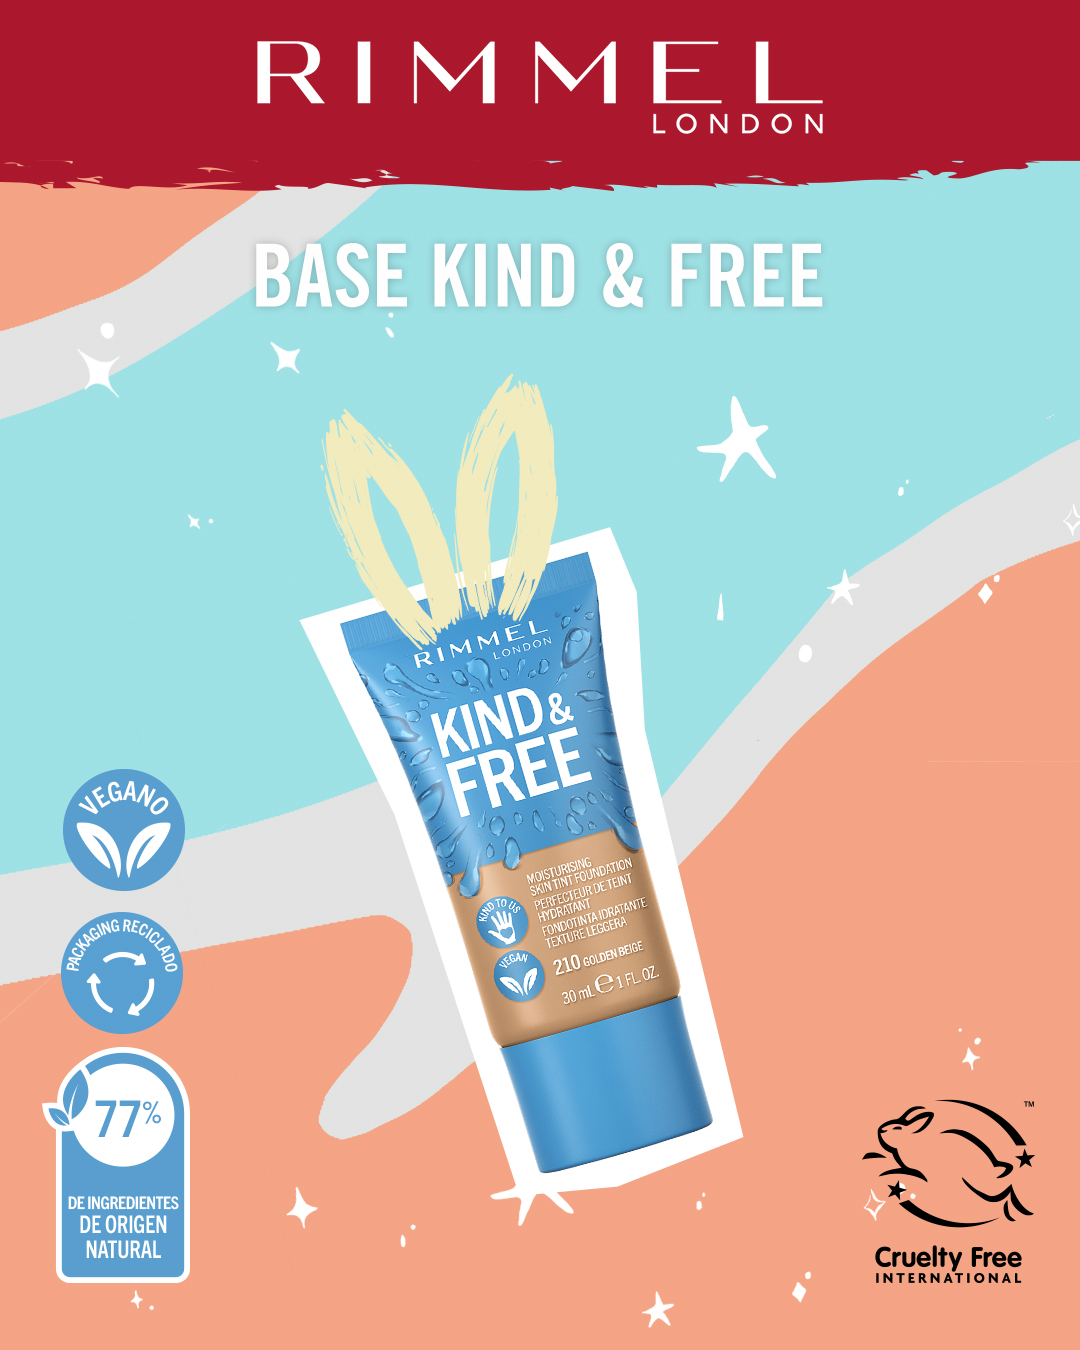 RIMMEL
LONDON
BASE KIND & FREE
RIMMEL
LONDON
KIND &
FREE
MOISTURISING
SKIN TINT FOUNDATION
PERFECTEUR DE TEINT
HYDRATANT
FONDOTINTA IDRATANTE
TEXTURE LEGGERA
KIND TO US
VEGAN
210 GOLDEN BEIGE
30 mL ℮ 1 FL. OZ.
VEGANO
PACKAGING RECICLADO
77%
DE INGREDIENTES
DE ORIGEN
NATURAL
TM
Cruelty Free
INTERNATIONAL